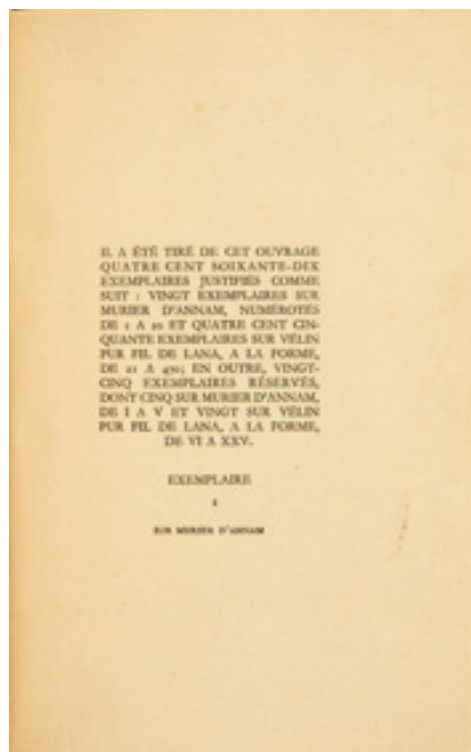 IL A ÉTÉ TIRÉ DE CET OUVRAGE
QUATRE CENT SOIXANTE-DIX
EXEMPLAIRES JUSTIFIÉS COMME
SUIT : VINGT EXEMPLAIRES SUR
MURIER D'ANNAM, NUMÉROTÉS
DE 1 A 20 ET QUATRE CENT CIN-
QUANTE EXEMPLAIRES SUR VÉLIN
PUR FIL DE LANA, A LA FORME,
DE 21 A 470; EN OUTRE, VINGT-
CINQ EXEMPLAIRES RÉSERVÉS,
DONT CINQ SUR MURIER D'ANNAM,
DE I A V ET VINGT SUR VÉLIN
PUR FIL DE LANA, A LA FORME,
DE VI A XXV.
EXEMPLAIRE
SUR MURIER D'ANNAM